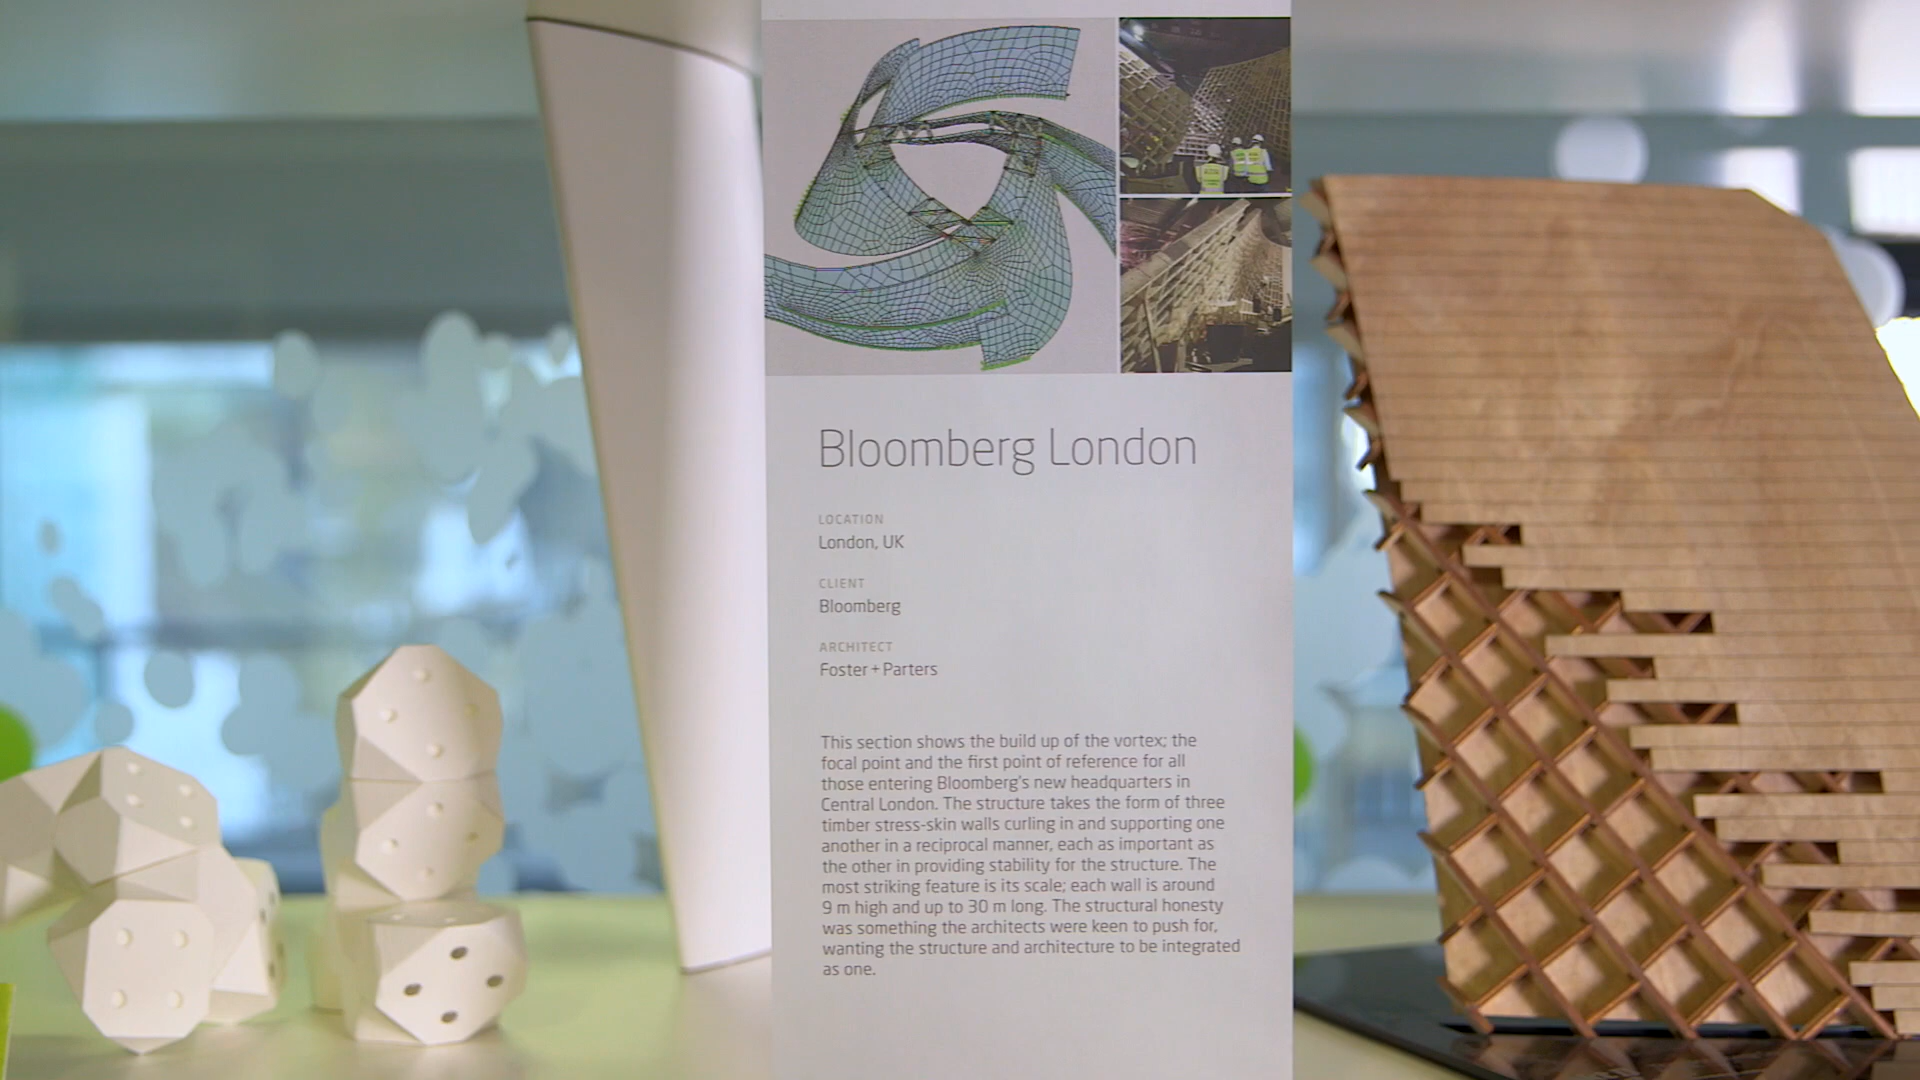 Bloomberg London
LOCATION
London, UK
CLIENT
Bloomberg
ARCHITECT
Foster + Parters
This section shows the build up of the vortex; the
focal point and the first point of reference for all
those entering Bloomberg's new headquarters in
Central London. The structure takes the form of three
timber stress-skin walls curling in and supporting one
another in a reciprocal manner, each as important as
the other in providing stability for the structure. The
most striking feature is its scale; each wall is around
9 m high and up to 30 m long. The structural honesty
was something the architects were keen to push for,
wanting the structure and architecture to be integrated
as one.